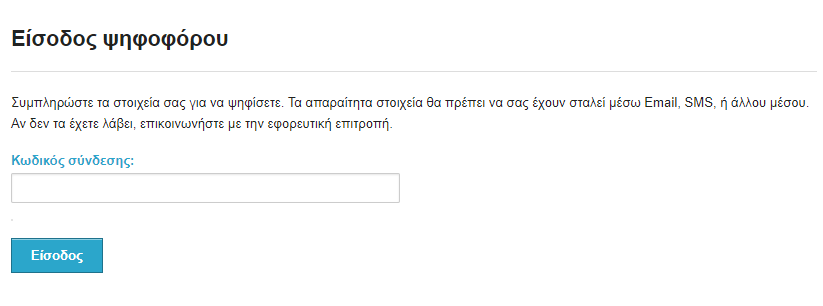 Είσοδος ψηφοφόρου
Συμπληρώστε τα στοιχεία σας για να ψηφίσετε. Τα απαραίτητα στοιχεία θα πρέπει να σας έχουν σταλεί μέσω Email, SMS, ή άλλου μέσου.
Αν δεν τα έχετε λάβει, επικοινωνήστε με την εφορευτική επιτροπή.
Κωδικός σύνδεσης:
Είσοδος